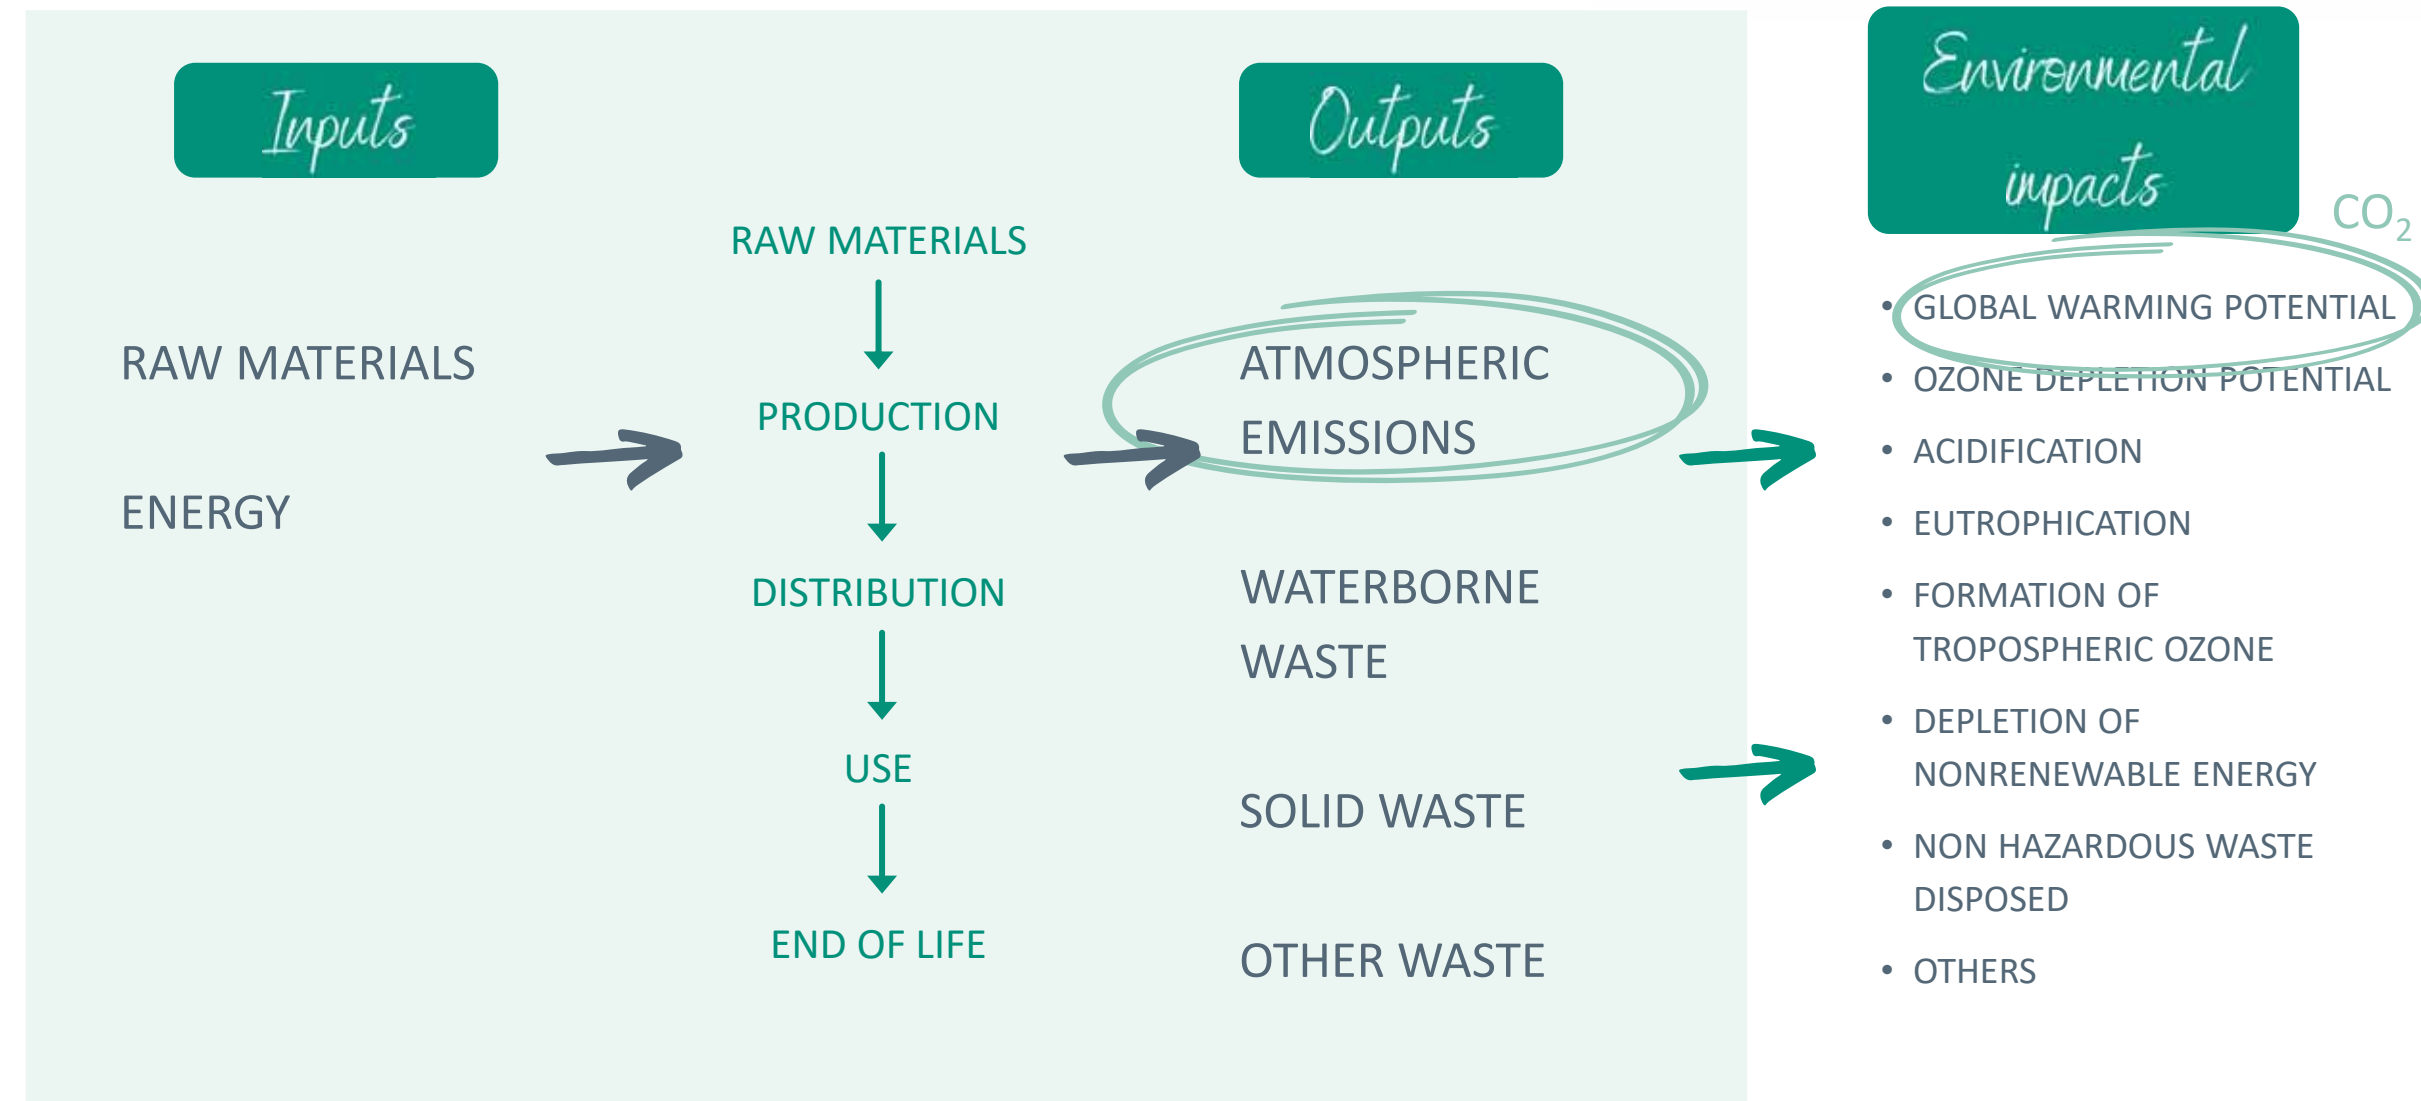 Inputs
RAW MATERIALS
ENERGY
RAW MATERIALS
PRODUCTION
DISTRIBUTION
USE
END OF LIFE
Outputs
ATMOSPHERIC
EMISSIONS
WATERBORNE
WASTE
SOLID WASTE
OTHER WASTE
Environmental
impacts
CO₂
• GLOBAL WARMING POTENTIAL
• OZONE DEPLETION POTENTIAL
• ACIDIFICATION
• EUTROPHICATION
• FORMATION OF
TROPOSPHERIC OZONE
• DEPLETION OF
NONRENEWABLE ENERGY
• NON HAZARDOUS WASTE
DISPOSED
• OTHERS